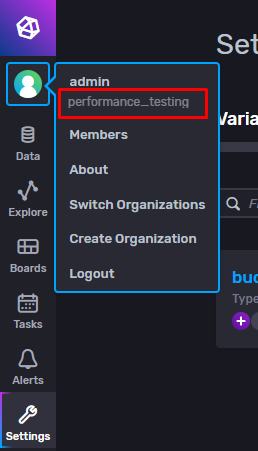 Set
admin
performance_testing
Varia
Members
Data
About
Switch Organizations
Explore
Create Organization
buc
Boards
Logout
Type
Tasks
Alerts
Settings